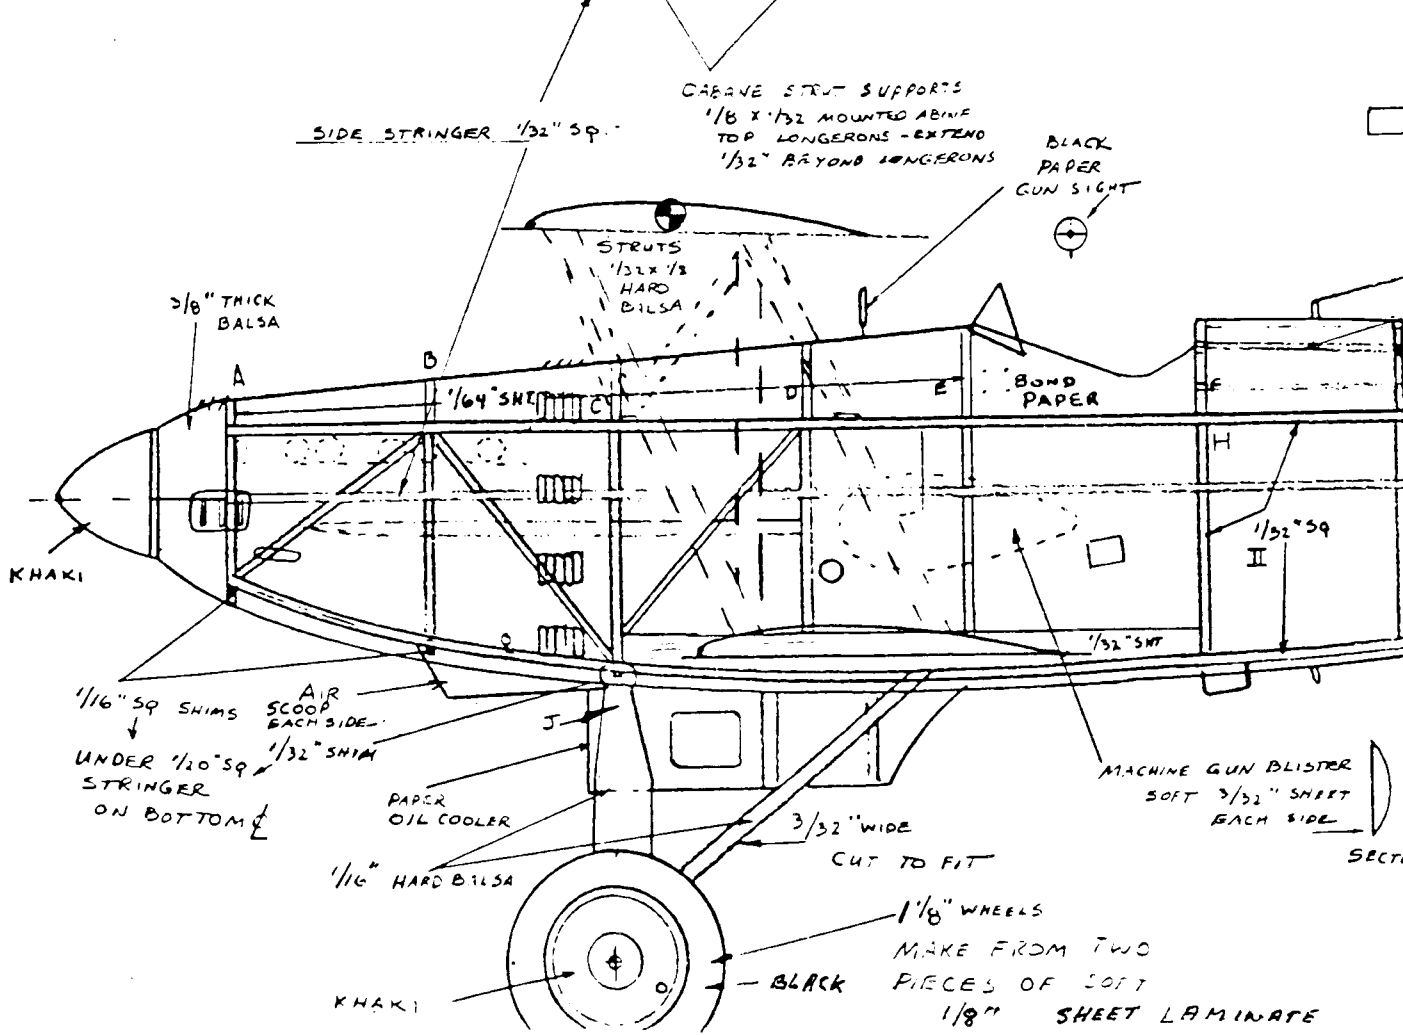 CABANE STRUT SUPPORTS
1/8 X 1/32 MOUNTED ABOVE
TOP LONGERONS - EXTEND
1/32" BEYOND LONGERONS
SIDE STRINGER 1/32" SQ.
BLACK
PAPER
GUN SIGHT
STRUTS
1/32 X 1/8
HARD
BALSA
3/8" THICK
BALSA
A
B
1/64" SHT
C
D
E
BOND
PAPER
F
H
1/32" SQ
II
KHAKI
1/32" SHT
1/16" SQ SHIMS
UNDER 1/20" SQ
STRINGER
ON BOTTOM ℄
AIR
SCOOP
EACH SIDE
1/32" SHIM
J
PAPER
OIL COOLER
1/16" HARD BALSA
3/32" WIDE
CUT TO FIT
MACHINE GUN BLISTER
SOFT 3/32" SHEET
EACH SIDE
SECT
1 1/8" WHEELS
MAKE FROM TWO
PIECES OF SOFT
1/8" SHEET LAMINATE
BLACK
KHAKI